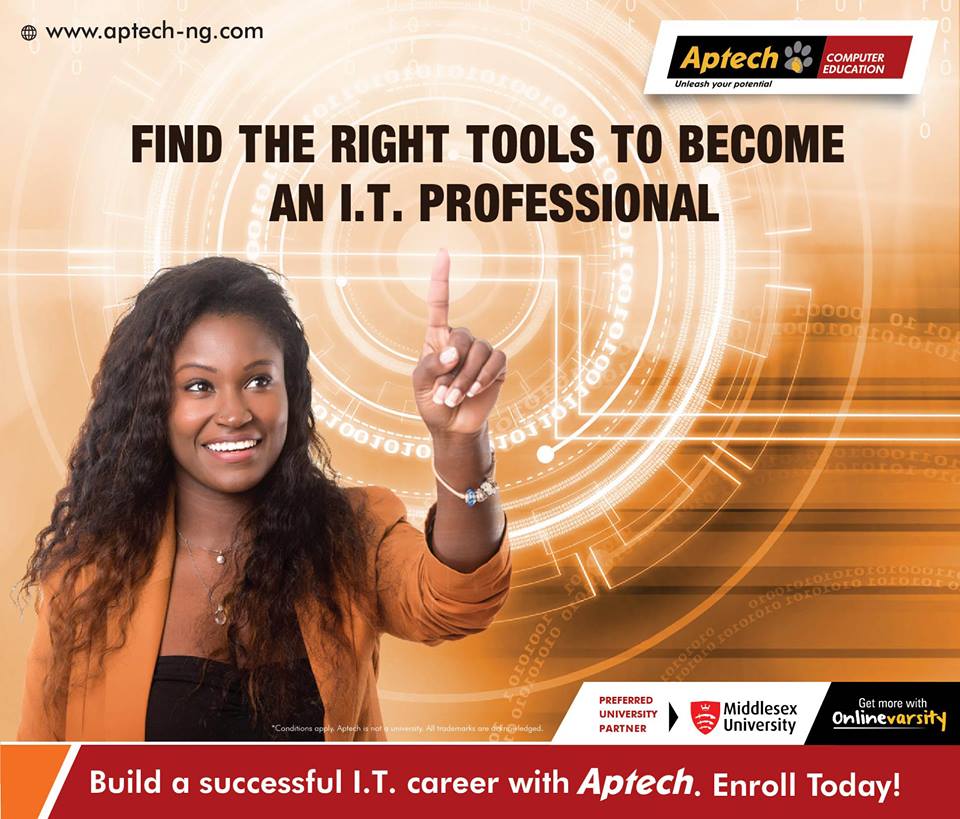 www.aptech-ng.com
Aptech COMPUTER
EDUCATION
Unleash your potential
FIND THE RIGHT TOOLS TO BECOME
AN I.T. PROFESSIONAL
PREFERRED
UNIVERSITY
PARTNER
Middlesex
University
Get more with
Onlinevarsity
*Conditions apply. Aptech is not a university. All trademarks are acknowledged.
Build a successful I.T. career with Aptech. Enroll Today!